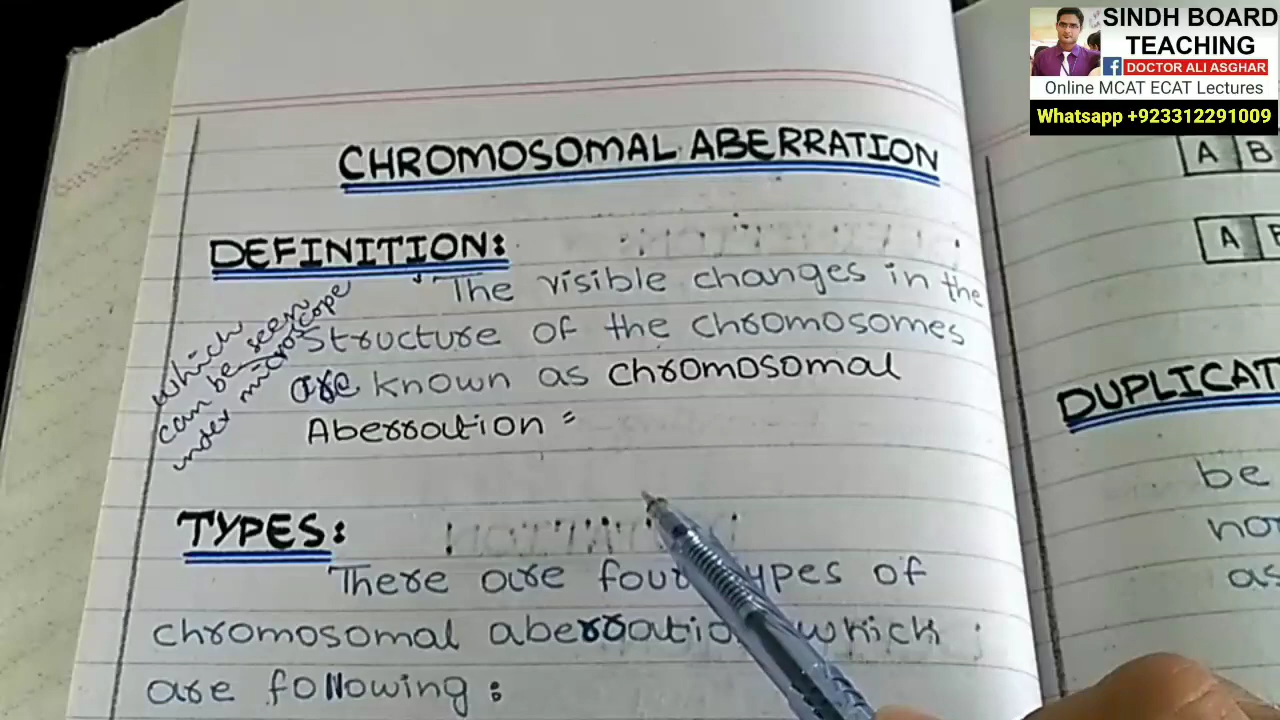 SINDH BOARD
TEACHING
f DOCTOR ALI ASGHAR
Online MCAT ECAT Lectures
Whatsapp +923312291009
CHROMOSOMAL ABERRATION
DEFINITION:
The visible changes in the
Structure of the chromosomes
are known as chromosomal
Aberration =
which
can be seen
under microscope
TYPES:
There are four types of
chromosomal aberration which
are following :
A B
A
DUPLICAT
be
as